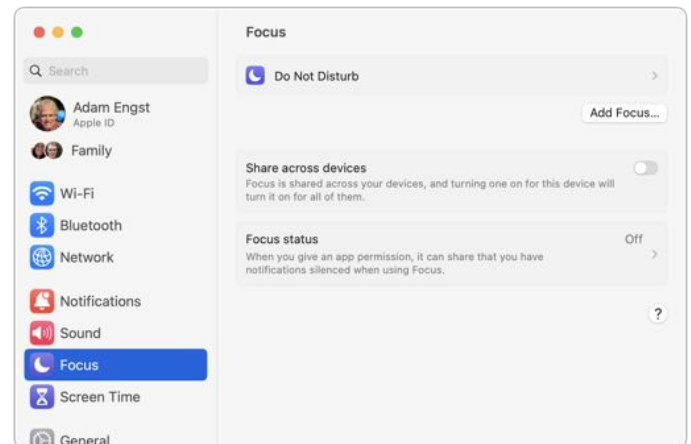 Search
Adam Engst
Apple ID
Family
Wi-Fi
Bluetooth
Network
Notifications
Sound
Focus
Screen Time
General
Focus
Do Not Disturb
Add Focus...
Share across devices
Focus is shared across your devices, and turning one on for this device will
turn it on for all of them.
Focus status
Off
When you give an app permission, it can share that you have
notifications silenced when using Focus.
?